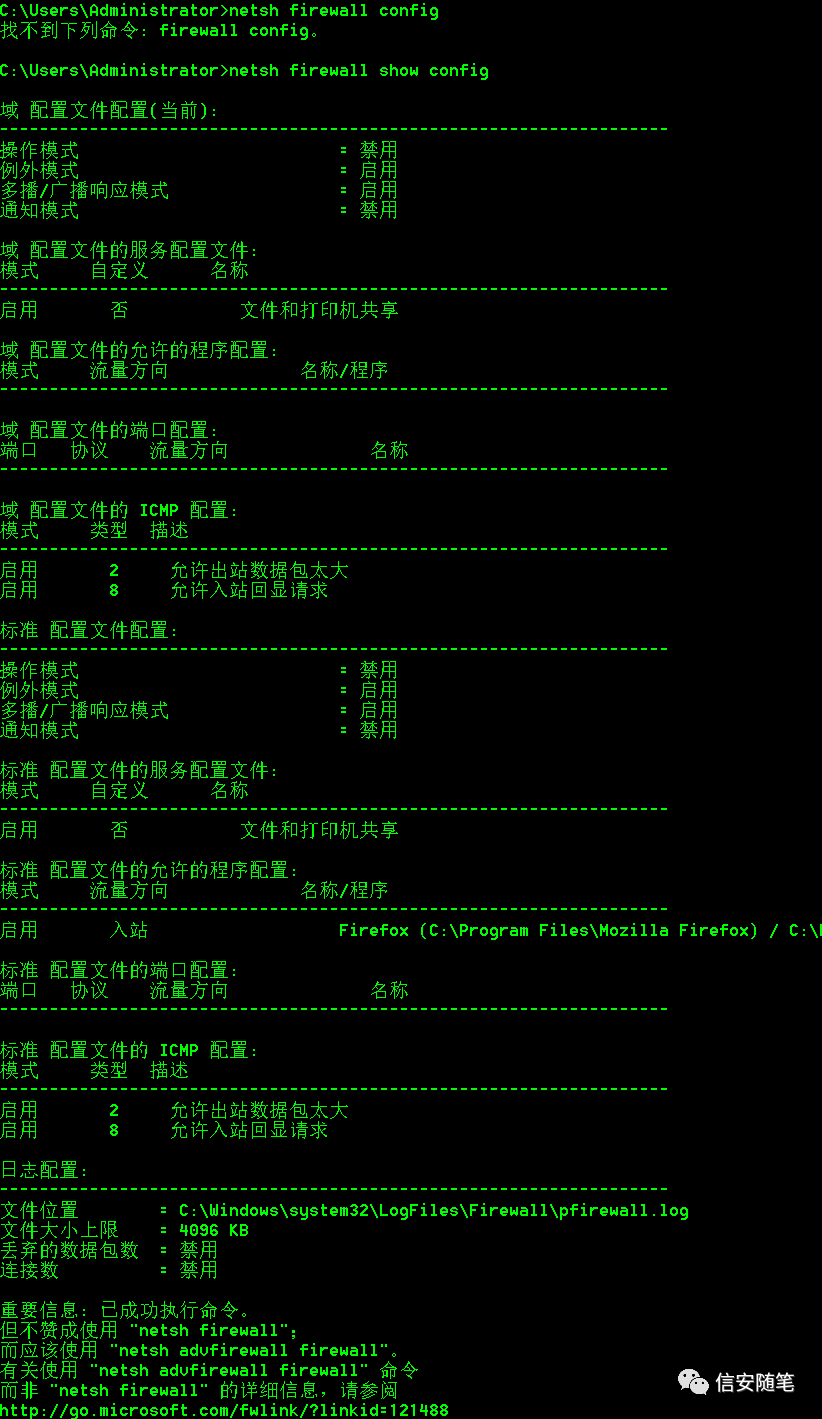 C:\Users\Administrator>netsh firewall config
找不到下列命令: firewall config。
C:\Users\Administrator>netsh firewall show config
域 配置文件配置(当前):
-------------------------------------------------------------------
操作模式 = 禁用
例外模式 = 启用
多播/广播响应模式 = 启用
通知模式 = 禁用
域 配置文件的服务配置文件:
模式 自定义 名称
-------------------------------------------------------------------
启用 否 文件和打印机共享
域 配置文件的允许的程序配置:
模式 流量方向 名称/程序
-------------------------------------------------------------------
域 配置文件的端口配置:
端口 协议 流量方向 名称
-------------------------------------------------------------------
域 配置文件的 ICMP 配置:
模式 类型 描述
-------------------------------------------------------------------
启用 2 允许出站数据包太大
启用 8 允许入站回显请求
标准 配置文件配置:
-------------------------------------------------------------------
操作模式 = 禁用
例外模式 = 启用
多播/广播响应模式 = 启用
通知模式 = 禁用
标准 配置文件的服务配置文件:
模式 自定义 名称
-------------------------------------------------------------------
启用 否 文件和打印机共享
标准 配置文件的允许的程序配置:
模式 流量方向 名称/程序
-------------------------------------------------------------------
启用 入站 Firefox (C:\Program Files\Mozilla Firefox) / C:\
标准 配置文件的端口配置:
端口 协议 流量方向 名称
-------------------------------------------------------------------
标准 配置文件的 ICMP 配置:
模式 类型 描述
-------------------------------------------------------------------
启用 2 允许出站数据包太大
启用 8 允许入站回显请求
日志配置:
-------------------------------------------------------------------
文件位置 = C:\Windows\system32\LogFiles\Firewall\pfirewall.log
文件大小上限 = 4096 KB
丢弃的数据包数 = 禁用
连接数 = 禁用
重要信息: 已成功执行命令。
但不赞成使用 "netsh firewall";
而应该使用 "netsh advfirewall firewall"。
有关使用 "netsh advfirewall firewall" 命令
而非 "netsh firewall" 的详细信息，请参阅
http://go.microsoft.com/fwlink/?linkid=121488
信安随笔